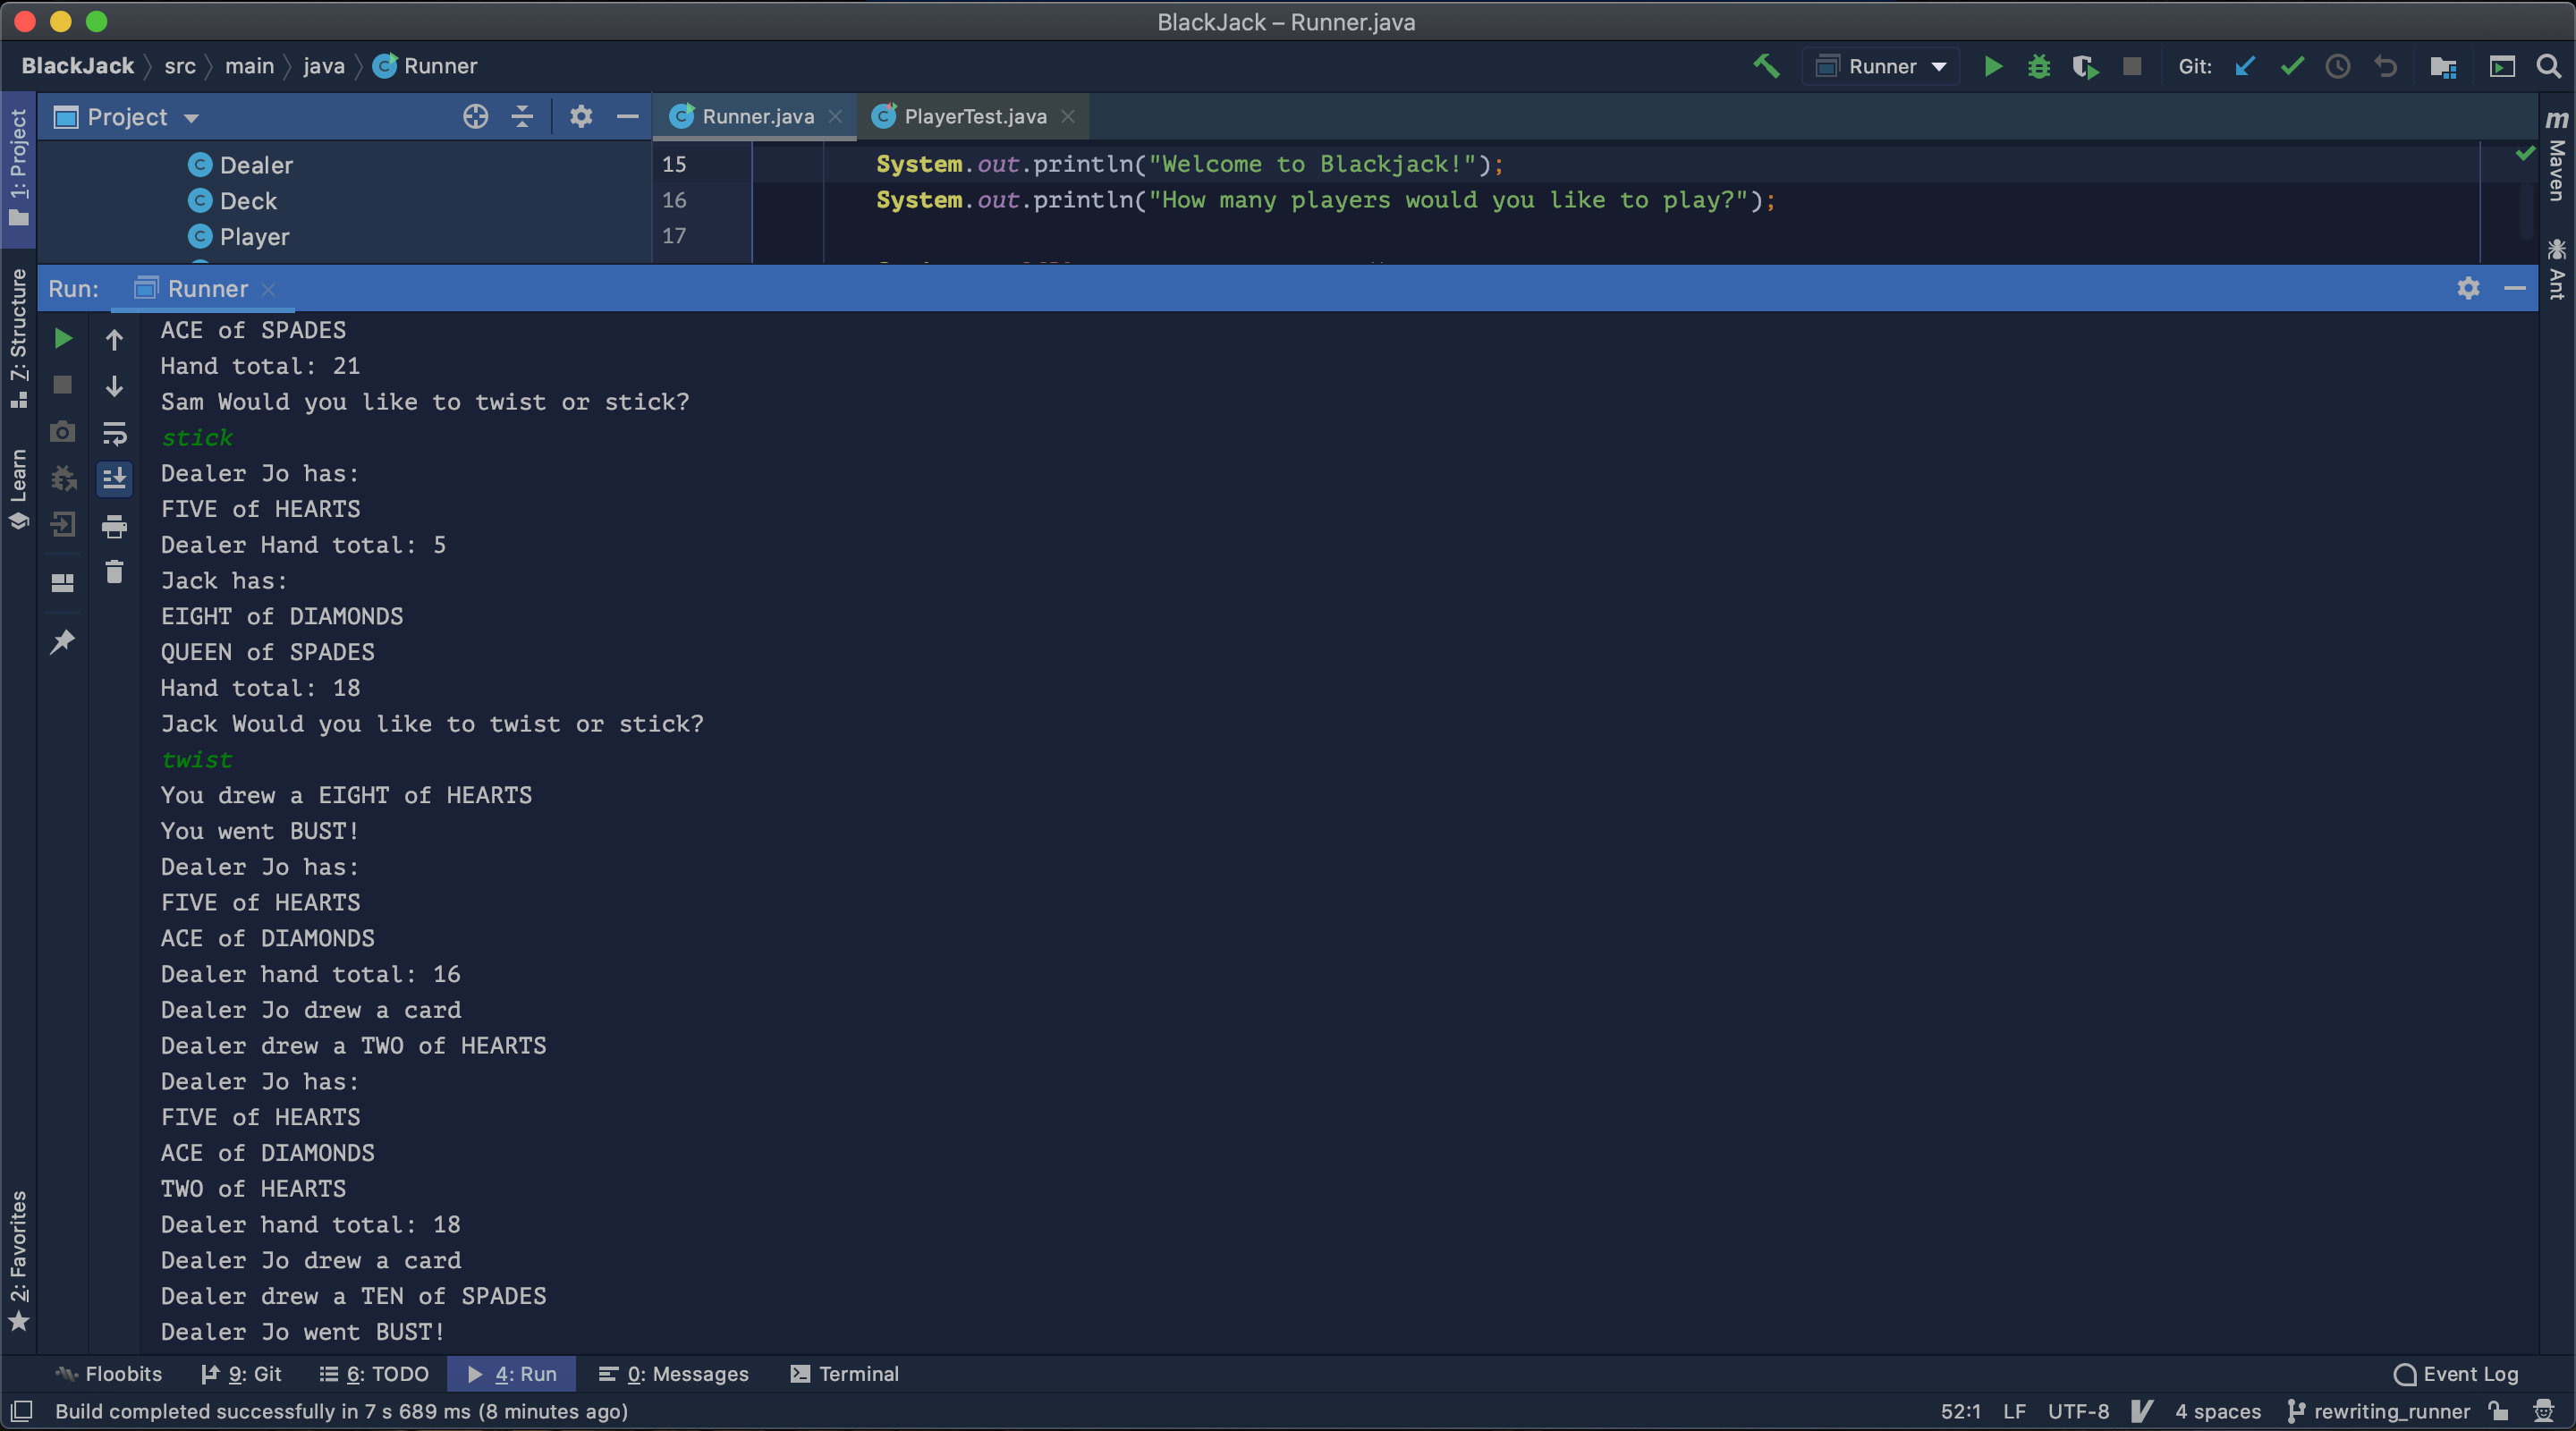 BlackJack – Runner.java
BlackJack src main java Runner
Runner Git:
Project
Runner.java PlayerTest.java
1: Project
Z: Structure
Learn
2: Favorites
Maven
Ant
Dealer
Deck
Player
15 System.out.println("Welcome to Blackjack!");
16 System.out.println("How many players would you like to play?");
17
Run: Runner
ACE of SPADES
Hand total: 21
Sam Would you like to twist or stick?
stick
Dealer Jo has:
FIVE of HEARTS
Dealer Hand total: 5
Jack has:
EIGHT of DIAMONDS
QUEEN of SPADES
Hand total: 18
Jack Would you like to twist or stick?
twist
You drew a EIGHT of HEARTS
You went BUST!
Dealer Jo has:
FIVE of HEARTS
ACE of DIAMONDS
Dealer hand total: 16
Dealer Jo drew a card
Dealer drew a TWO of HEARTS
Dealer Jo has:
FIVE of HEARTS
ACE of DIAMONDS
TWO of HEARTS
Dealer hand total: 18
Dealer Jo drew a card
Dealer drew a TEN of SPADES
Dealer Jo went BUST!
Floobits 9: Git 6: TODO 4: Run 0: Messages Terminal Event Log
Build completed successfully in 7 s 689 ms (8 minutes ago) 52:1 LF UTF-8 4 spaces rewriting_runner